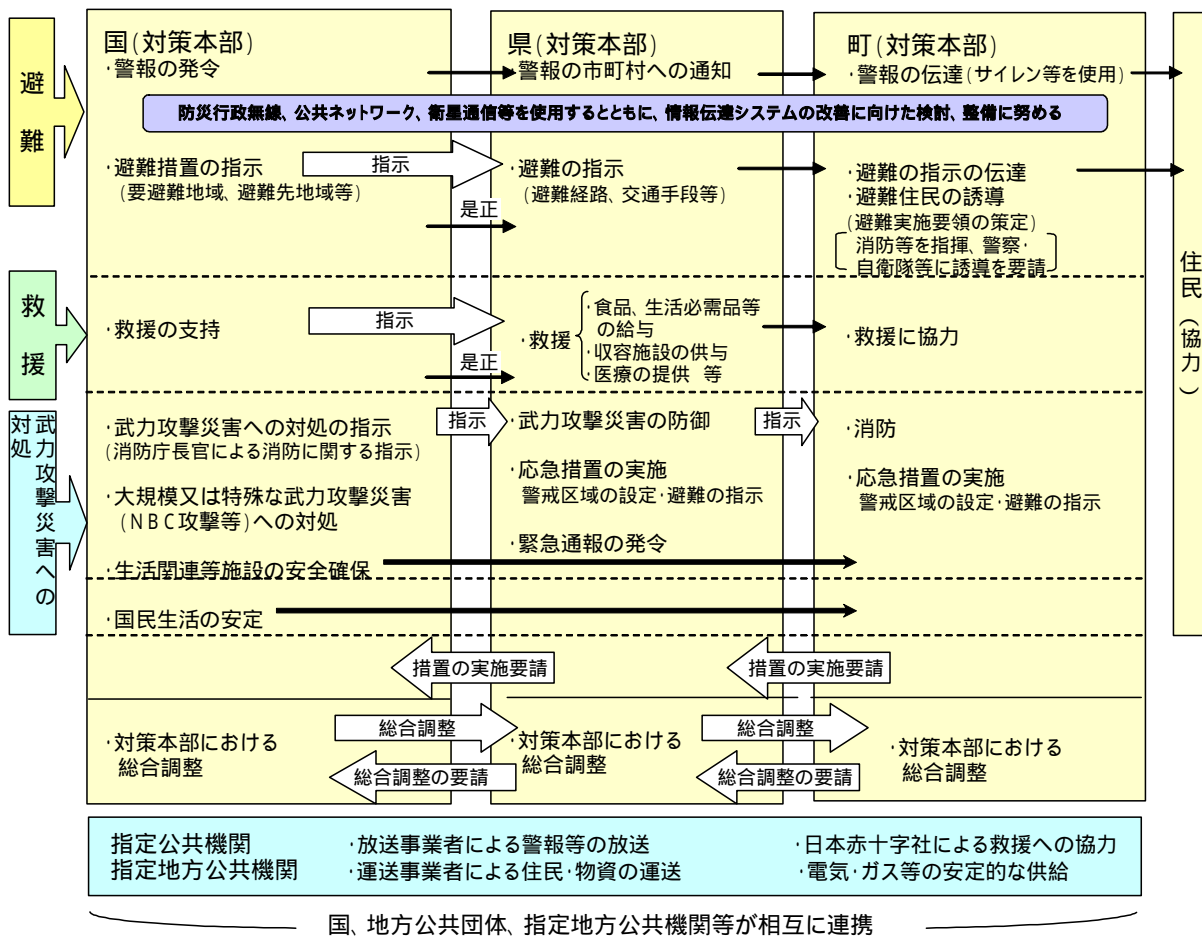 避難
国(対策本部)
・警報の発令
県(対策本部)
・警報の市町村への通知
町(対策本部)
・警報の伝達(サイレン等を使用)
防災行政無線、公共ネットワーク、衛星通信等を使用するとともに、情報伝達システムの改善に向けた検討、整備に努める
・避難措置の指示
(要避難地域、避難先地域等)
指示
是正
・避難の指示
(避難経路、交通手段等)
・避難の指示の伝達
・避難住民の誘導
(避難実施要領の策定)
消防等を指揮、警察・
自衛隊等に誘導を要請
住民(協力)
救援
・救援の支持
指示
是正
・救援
・食品、生活必需品等
の給与
・収容施設の供与
・医療の提供 等
・救援に協力
武力攻撃災害への
対処
・武力攻撃災害への対処の指示
(消防庁長官による消防に関する指示)
指示
・武力攻撃災害の防御
指示
・消防
・大規模又は特殊な武力攻撃災害
(NBC攻撃等)への対処
・応急措置の実施
警戒区域の設定・避難の指示
・応急措置の実施
警戒区域の設定・避難の指示
・緊急通報の発令
・生活関連等施設の安全確保
・国民生活の安定
措置の実施要請
措置の実施要請
・対策本部における
総合調整
総合調整
総合調整の要請
・対策本部における
総合調整
総合調整
総合調整の要請
・対策本部における
総合調整
指定公共機関
指定地方公共機関
・放送事業者による警報等の放送
・運送事業者による住民・物資の運送
・日本赤十字社による救援への協力
・電気・ガス等の安定的な供給
国、地方公共団体、指定地方公共機関等が相互に連携